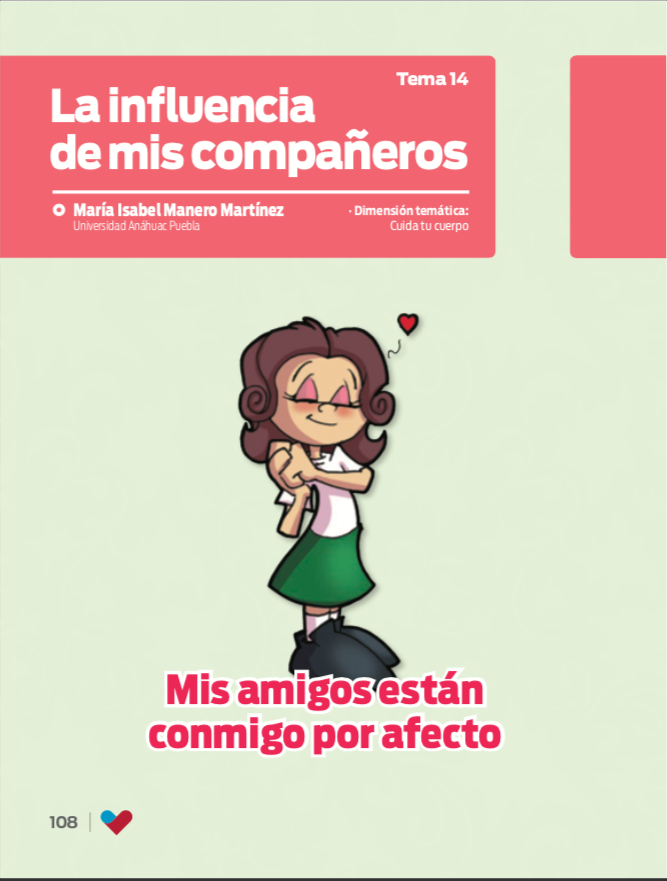 Tema 14
La influencia
de mis compañeros
María Isabel Manero Martínez
Universidad Anáhuac Puebla
· Dimensión temática:
Cuida tu cuerpo
Mis amigos están
conmigo por afecto
108